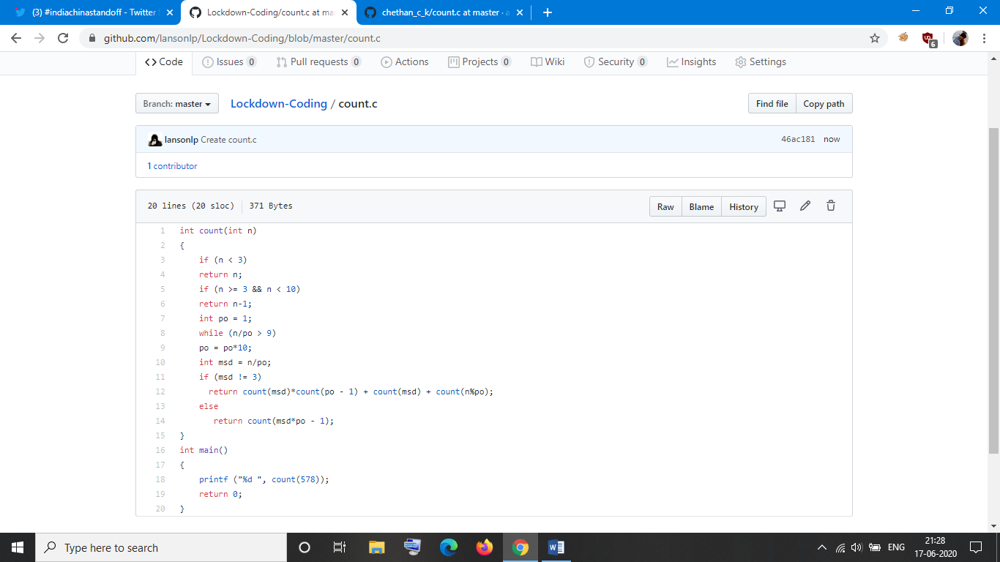 (3) #indiachinastandoff - Twitter
Lockdown-Coding/count.c at ma
chethan_c_k/count.c at master · a
github.com/lansonlp/Lockdown-Coding/blob/master/count.c
6
Code Issues 0 Pull requests 0 Actions Projects 0 Wiki Security 0 Insights Settings
Branch: master Lockdown-Coding / count.c Find file Copy path
lansonlp Create count.c 46ac181 now
1 contributor
20 lines (20 sloc) 371 Bytes Raw Blame History
1 int count(int n)
2 {
3     if (n < 3)
4     return n;
5     if (n >= 3 && n < 10)
6     return n-1;
7     int po = 1;
8     while (n/po > 9)
9     po = po*10;
10     int msd = n/po;
11     if (msd != 3)
12       return count(msd)*count(po - 1) + count(msd) + count(n%po);
13     else
14        return count(msd*po - 1);
15 }
16 int main()
17 {
18     printf ("%d ", count(578));
19     return 0;
20 }
Type here to search
ENG
21:28
17-06-2020